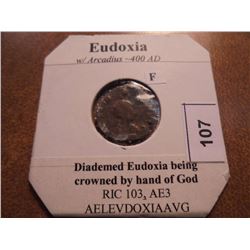 Eudoxia
w/ Arcadius ~400 AD
F
107
Diademed Eudoxia being
crowned by hand of God
RIC 103, AE3
AELEVDOXIAAVG